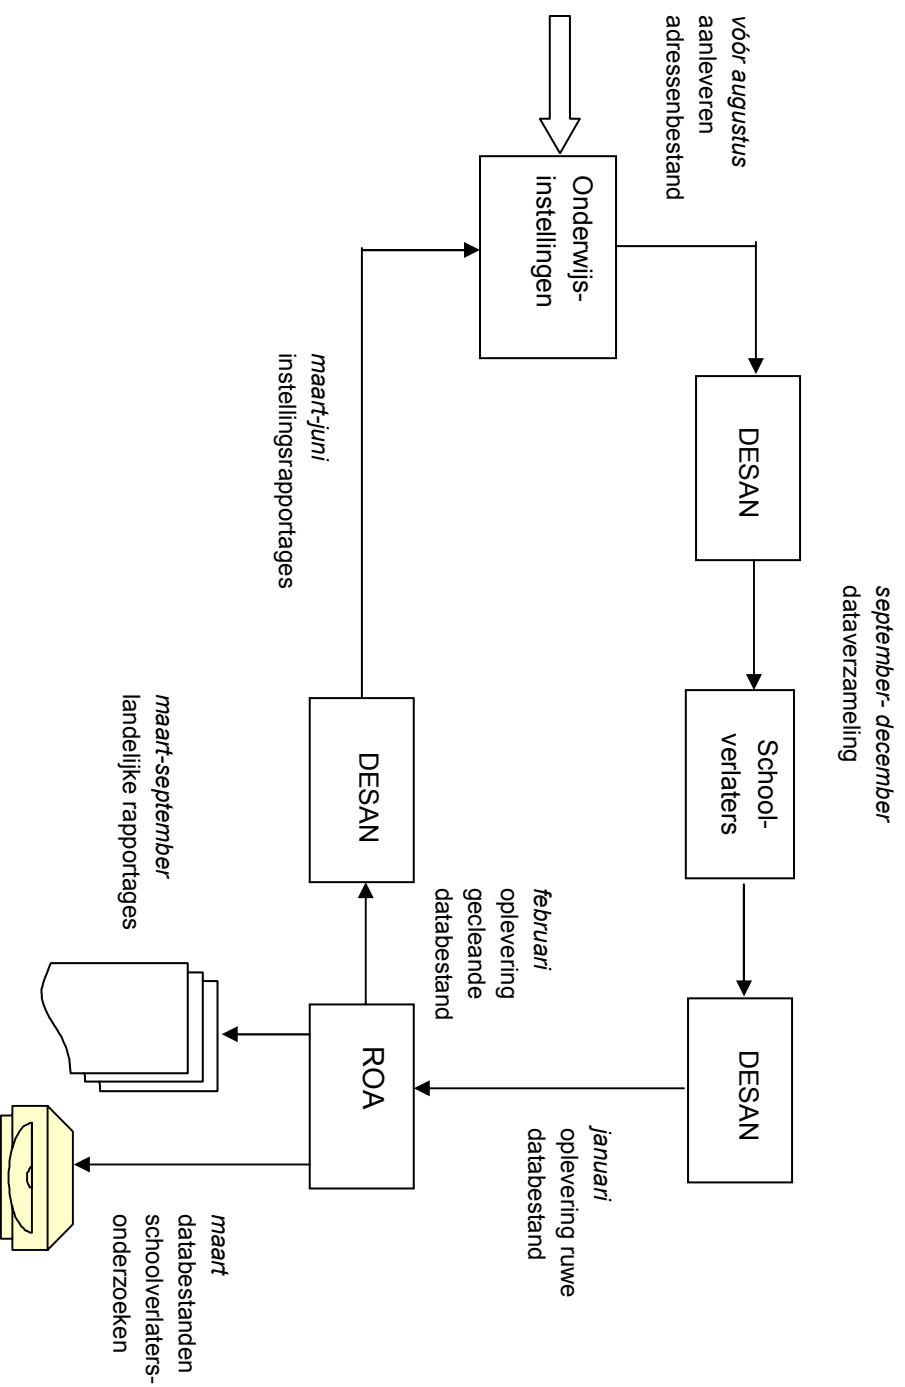 vóór augustus
aanleveren
adressenbestand
Onderwijs-
instellingen
DESAN
september- december
dataverzameling
School-
verlaters
DESAN
januari
oplevering ruwe
databestand
ROA
februari
oplevering
gecleande
databestand
DESAN
maart-juni
instellingsrapportages
maart-september
landelijke rapportages
maart
databestanden
schoolverlaters-
onderzoeken